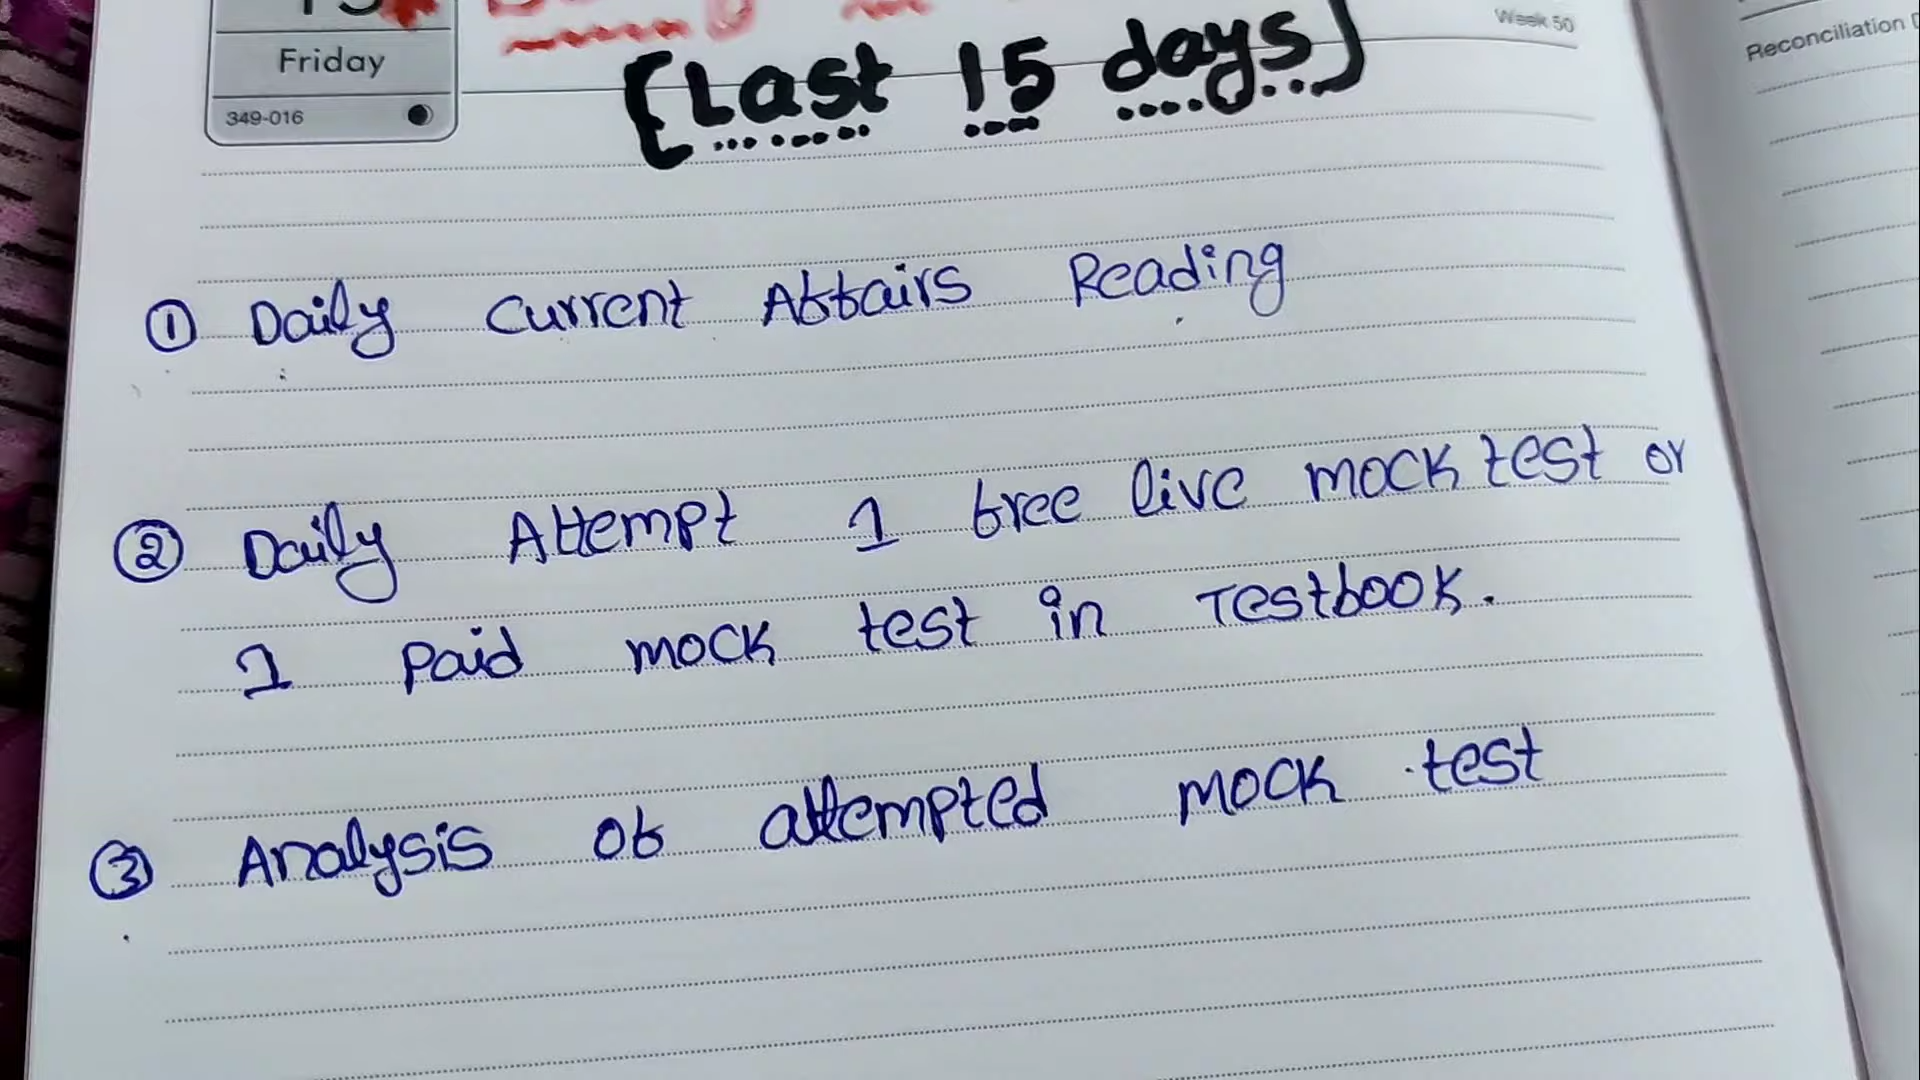 Friday
349-016
Week 50
Reconciliation
[Last 15 days]
① Daily current Affairs Reading
② Daily Attempt 1 free live mock test or
1 Paid mock test in Testbook.
③ Analysis of attempted mock test